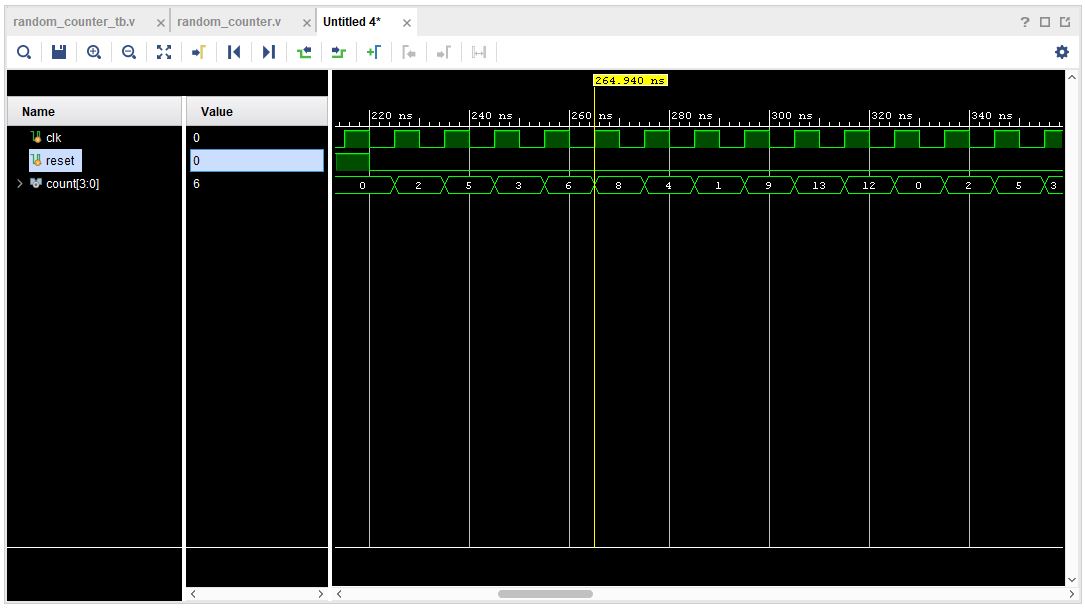 random_counter_tb.v × random_counter.v × Untitled 4* × ?
264.940 ns
Name Value 220 ns 240 ns 260 ns 280 ns 300 ns 320 ns 340 ns
clk 0
reset 0
count[3:0] 6 0 2 5 3 6 8 4 1 9 13 12 0 2 5 3